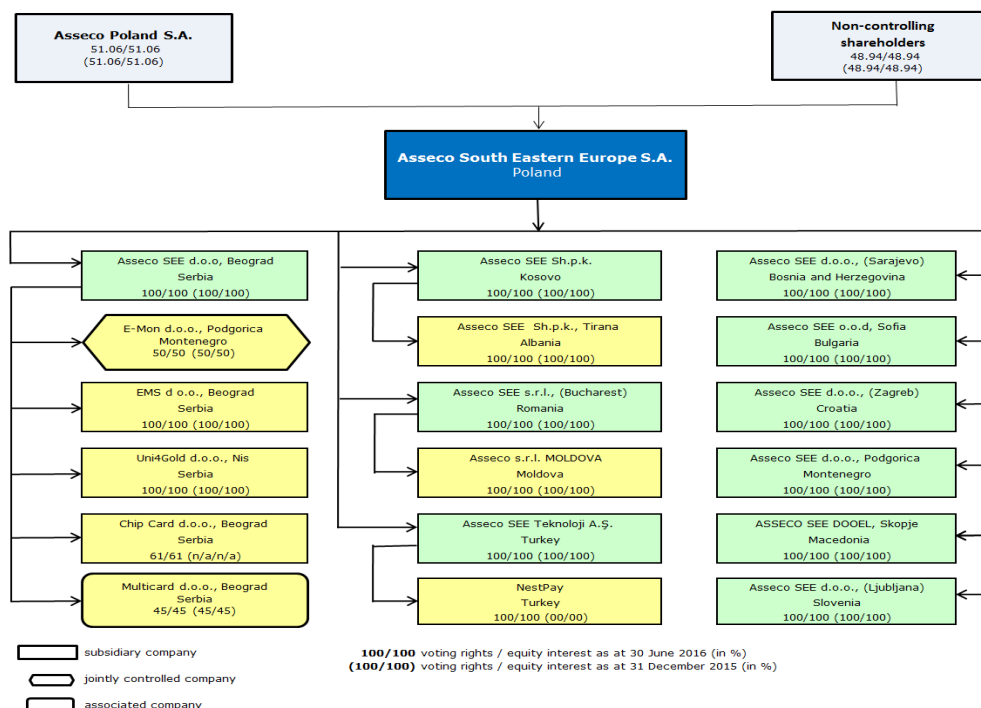 Asseco Poland S.A.
51.06/51.06
(51.06/51.06)
Non-controlling
shareholders
48.94/48.94
(48.94/48.94)
Asseco South Eastern Europe S.A.
Poland
Asseco SEE d.o.o, Beograd
Serbia
100/100 (100/100)
E-Mon d.o.o., Podgorica
Montenegro
50/50 (50/50)
EMS d o.o., Beograd
Serbia
100/100 (100/100)
Uni4Gold d.o.o., Nis
Serbia
100/100 (100/100)
Chip Card d.o.o., Beograd
Serbia
61/61 (n/a/n/a)
Multicard d.o.o., Beograd
Serbia
45/45 (45/45)
Asseco SEE Sh.p.k.
Kosovo
100/100 (100/100)
Asseco SEE Sh.p.k., Tirana
Albania
100/100 (100/100)
Asseco SEE s.r.l., (Bucharest)
Romania
100/100 (100/100)
Asseco s.r.l. MOLDOVA
Moldova
100/100 (100/100)
Asseco SEE Teknoloji A.Ş.
Turkey
100/100 (100/100)
NestPay
Turkey
100/100 (00/00)
Asseco SEE d.o.o., (Sarajevo)
Bosnia and Herzegovina
100/100 (100/100)
Asseco SEE o.o.d, Sofia
Bulgaria
100/100 (100/100)
Asseco SEE d.o.o., (Zagreb)
Croatia
100/100 (100/100)
Asseco SEE d.o.o., Podgorica
Montenegro
100/100 (100/100)
ASSECO SEE DOOEL, Skopje
Macedonia
100/100 (100/100)
Asseco SEE d.o.o., (Ljubljana)
Slovenia
100/100 (100/100)
subsidiary company
jointly controlled company
associated company
100/100 voting rights / equity interest as at 30 June 2016 (in %)
(100/100) voting rights / equity interest as at 31 December 2015 (in %)